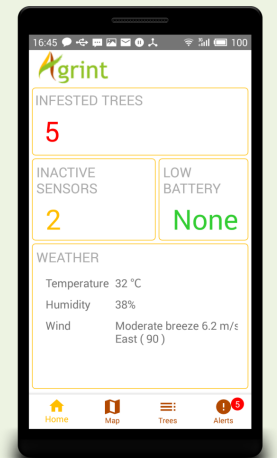 16:45 100
Agrint
INFESTED TREES
5
INACTIVE LOW
SENSORS BATTERY
2 None
WEATHER
Temperature 32 °C
Humidity 38%
Wind Moderate breeze 6.2 m/s
East ( 90 )
5
Home Map Trees Alerts